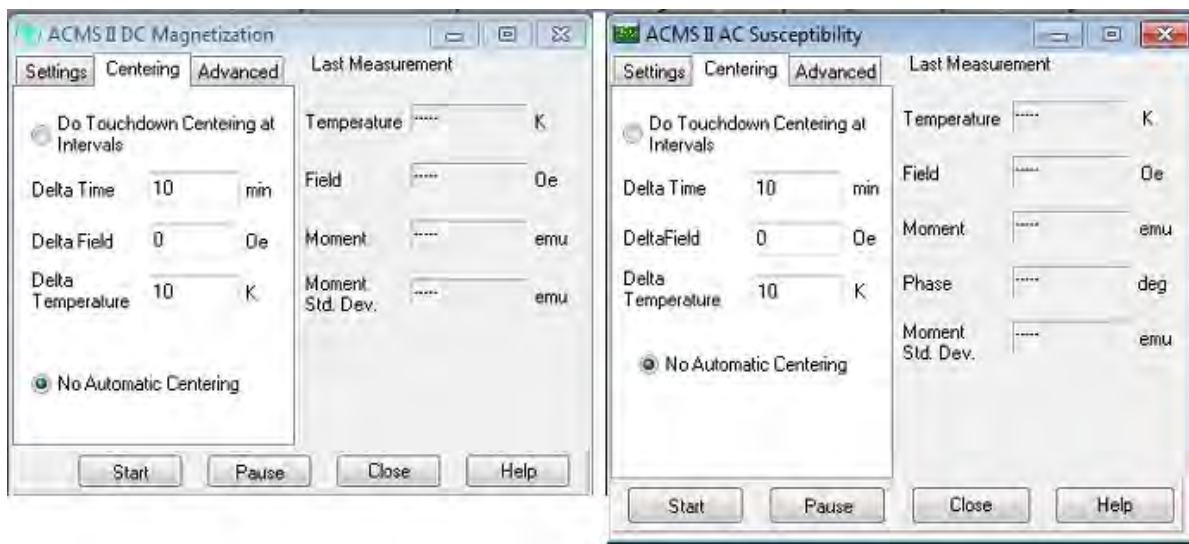 ACMS II DC Magnetization
Settings Centering Advanced
Do Touchdown Centering at
Intervals
Delta Time 10 min
Delta Field 0 Oe
Delta
Temperature 10 K
No Automatic Centering
Last Measurement
Temperature ----- K
Field ----- Oe
Moment ----- emu
Moment
Std. Dev. ----- emu
Start Pause Close Help
ACMS II AC Susceptibility
Settings Centering Advanced
Do Touchdown Centering at
Intervals
Delta Time 10 min
DeltaField 0 Oe
Delta
Temperature 10 K
No Automatic Centering
Last Measurement
Temperature ----- K
Field ----- Oe
Moment ----- emu
Phase ----- deg
Moment
Std. Dev. ----- emu
Start Pause Close Help